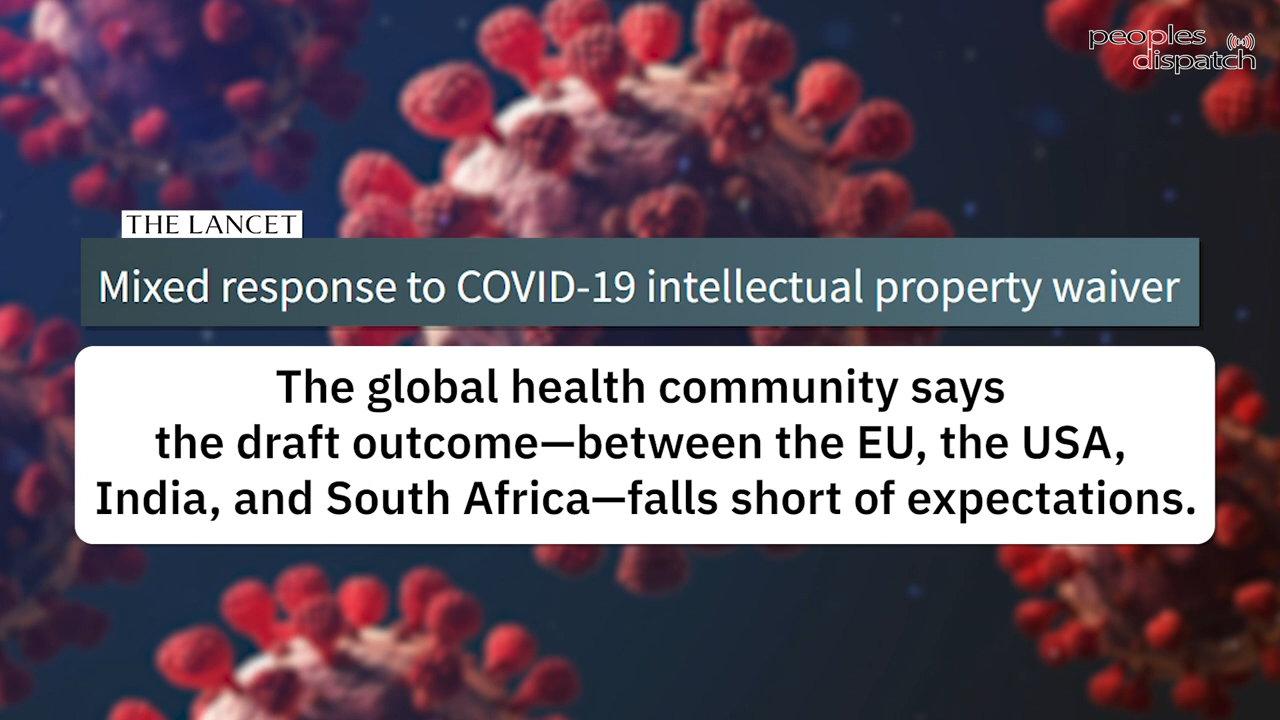 peoples
dispatch
THE LANCET
Mixed response to COVID-19 intellectual property waiver
The global health community says
the draft outcome—between the EU, the USA,
India, and South Africa—falls short of expectations.